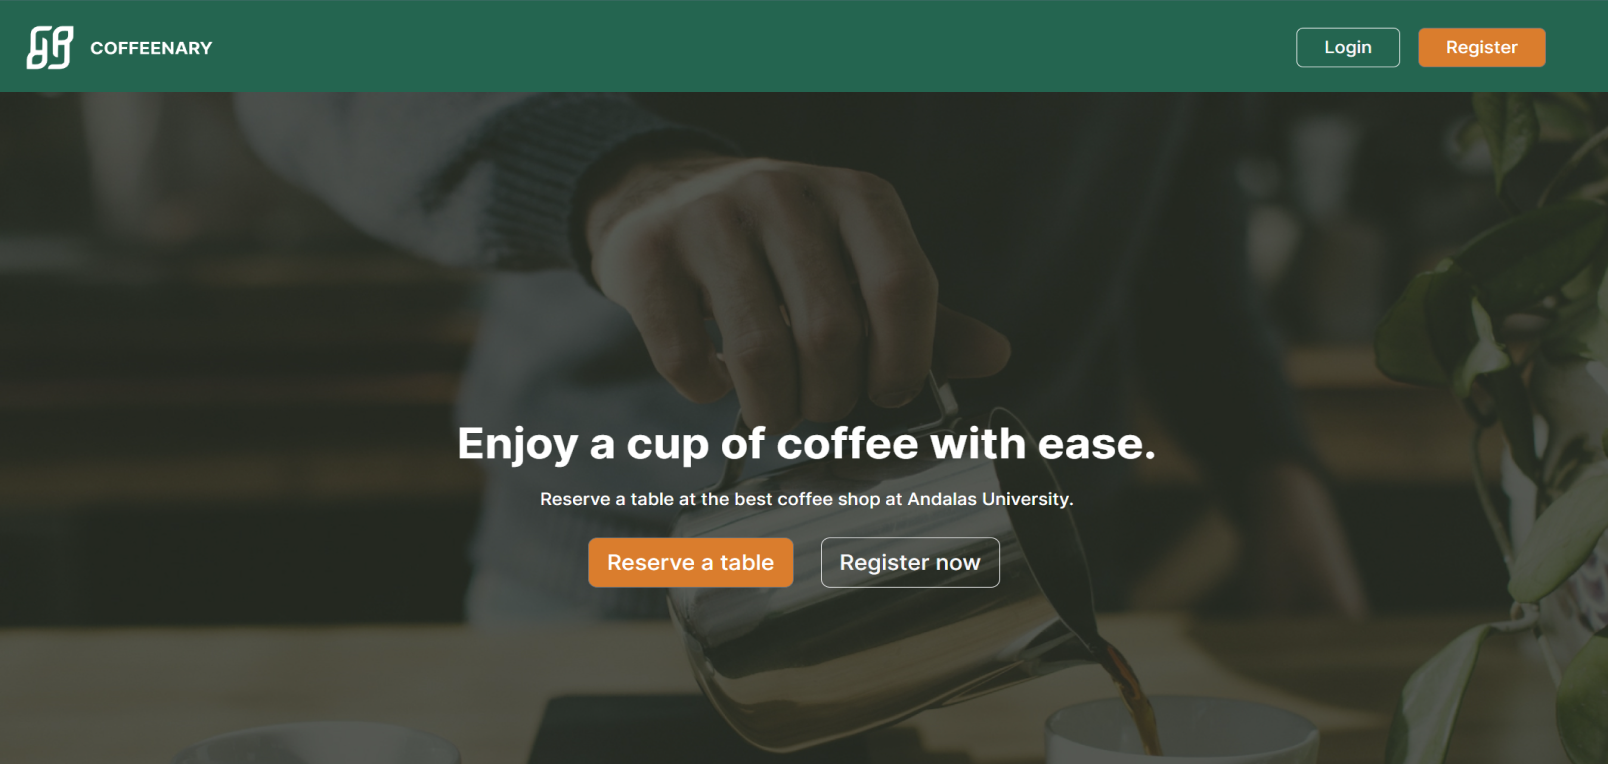 COFFEENARY
Login
Register
Enjoy a cup of coffee with ease.
Reserve a table at the best coffee shop at Andalas University.
Reserve a table
Register now